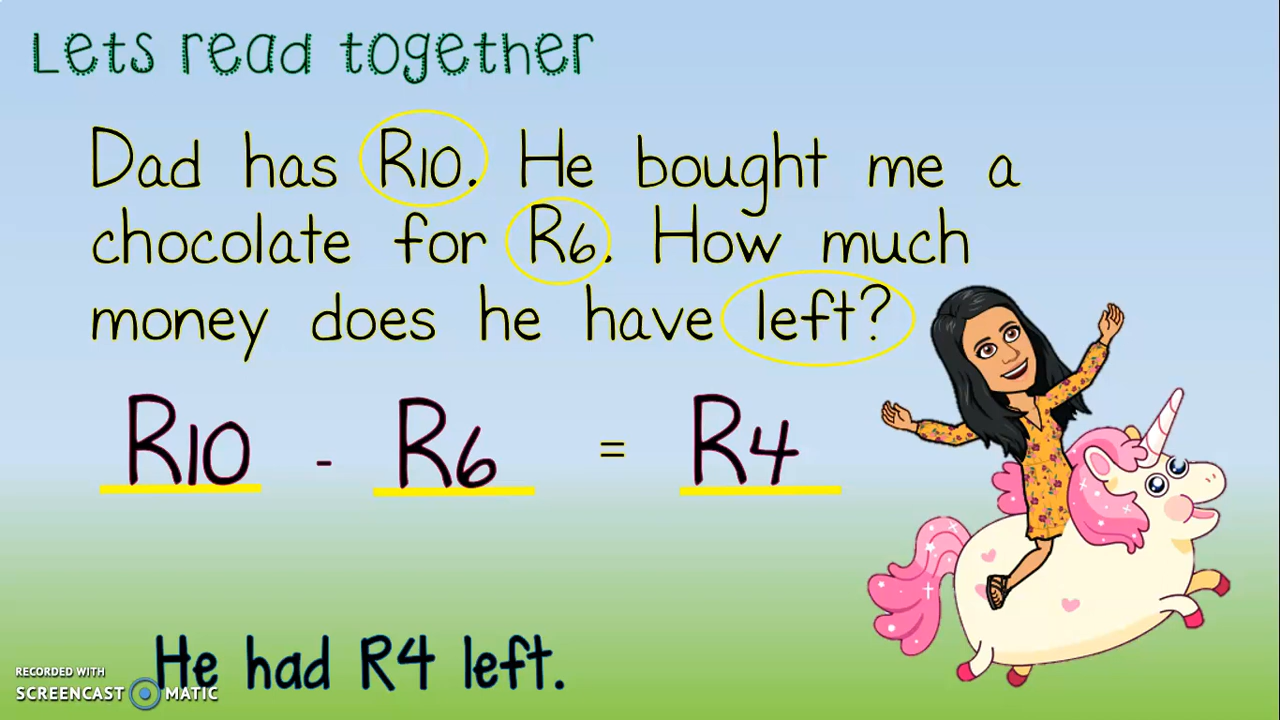 Lets read together
Dad has R10. He bought me a
chocolate for R6. How much
money does he have left?
R10 - R6 = R4
He had R4 left.
RECORDED WITH
SCREENCAST MATIC